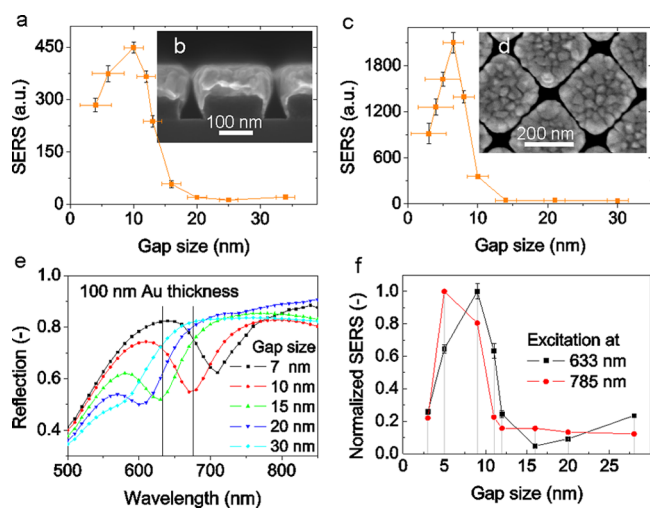 a
SERS (a.u.)
450
300
150
0
0 10 20 30
Gap size (nm)
b
100 nm
c
SERS (a.u.)
1800
1200
600
0
0 10 20 30
Gap size (nm)
d
200 nm
e
Reflection (-)
1.0
0.8
0.6
0.4
500 600 700 800
Wavelength (nm)
100 nm Au thickness
Gap size
7 nm
10 nm
15 nm
20 nm
30 nm
f
Normalized SERS (-)
1.0
0.8
0.6
0.4
0.2
0.0
0 5 10 15 20 25
Gap size (nm)
Excitation at
633 nm
785 nm